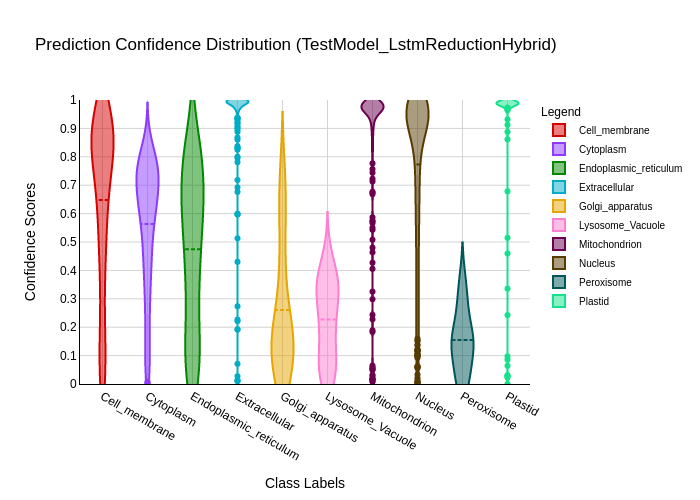 Prediction Confidence Distribution (TestModel_LstmReductionHybrid)
Confidence Scores
1
0.9
0.8
0.7
0.6
0.5
0.4
0.3
0.2
0.1
0
Cell_membrane
Cytoplasm
Endoplasmic_reticulum
Extracellular
Golgi_apparatus
Lysosome_Vacuole
Mitochondrion
Nucleus
Peroxisome
Plastid
Class Labels
Legend
Cell_membrane
Cytoplasm
Endoplasmic_reticulum
Extracellular
Golgi_apparatus
Lysosome_Vacuole
Mitochondrion
Nucleus
Peroxisome
Plastid